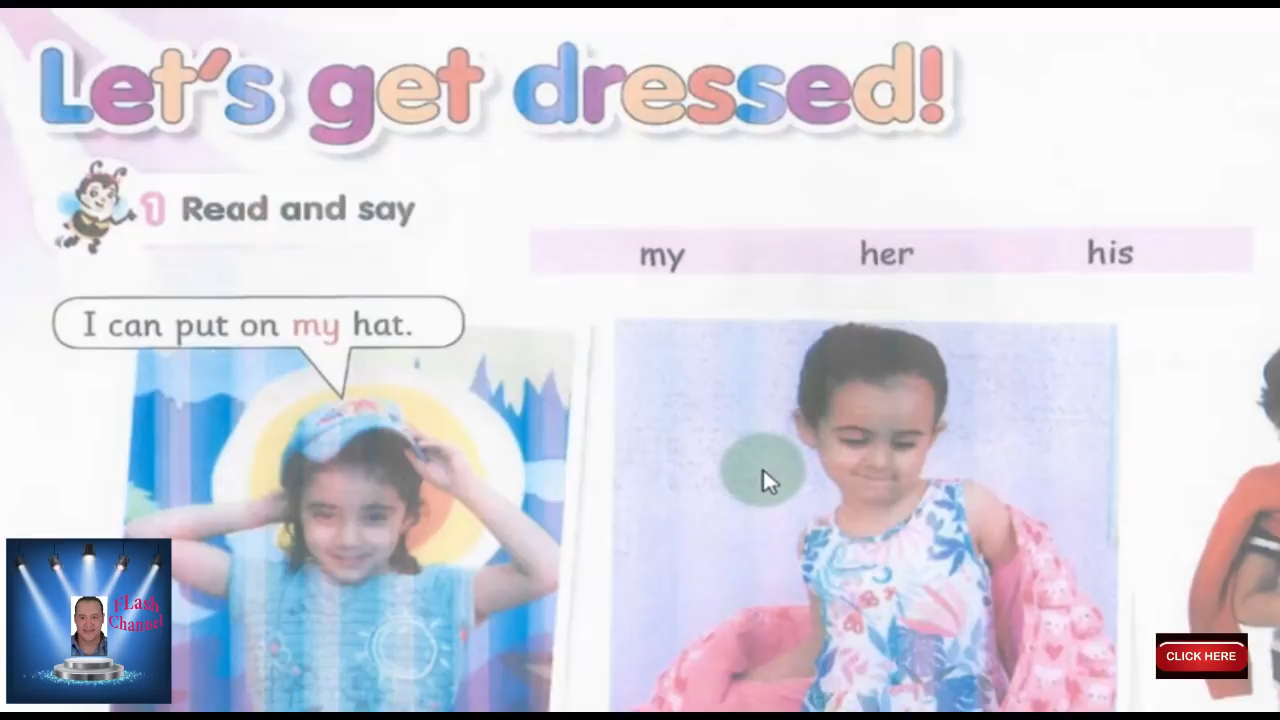 Let's get dressed!
1 Read and say
my her his
I can put on my hat.
FLash
Channel
CLICK HERE